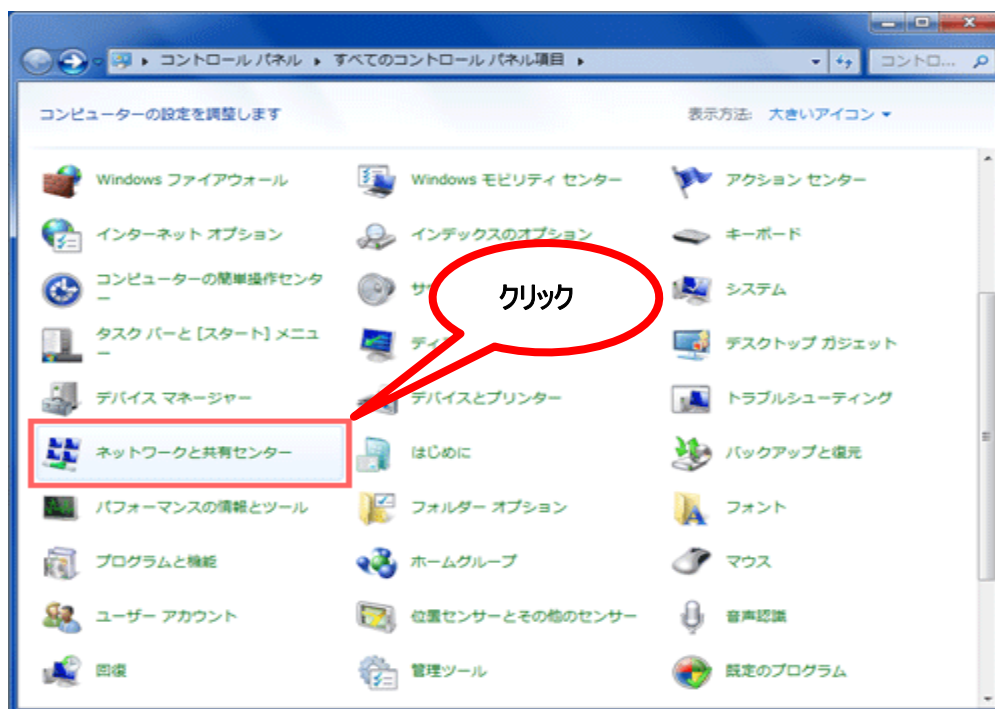 コントロール パネル ▸ すべてのコントロール パネル項目 ▸
コントロ...
コンピューターの設定を調整します
表示方法: 大きいアイコン
Windows ファイアウォール
Windows モビリティ センター
アクション センター
インターネット オプション
インデックスのオプション
キーボード
コンピューターの簡単操作センタ
ー
サウ
クリック
システム
タスク バーと [スタート] メニュ
ー
ディ
デスクトップ ガジェット
デバイス マネージャー
デバイスとプリンター
トラブルシューティング
ネットワークと共有センター
はじめに
バックアップと復元
パフォーマンスの情報とツール
フォルダー オプション
フォント
プログラムと機能
ホームグループ
マウス
ユーザー アカウント
位置センサーとその他のセンサー
音声認識
回復
管理ツール
既定のプログラム